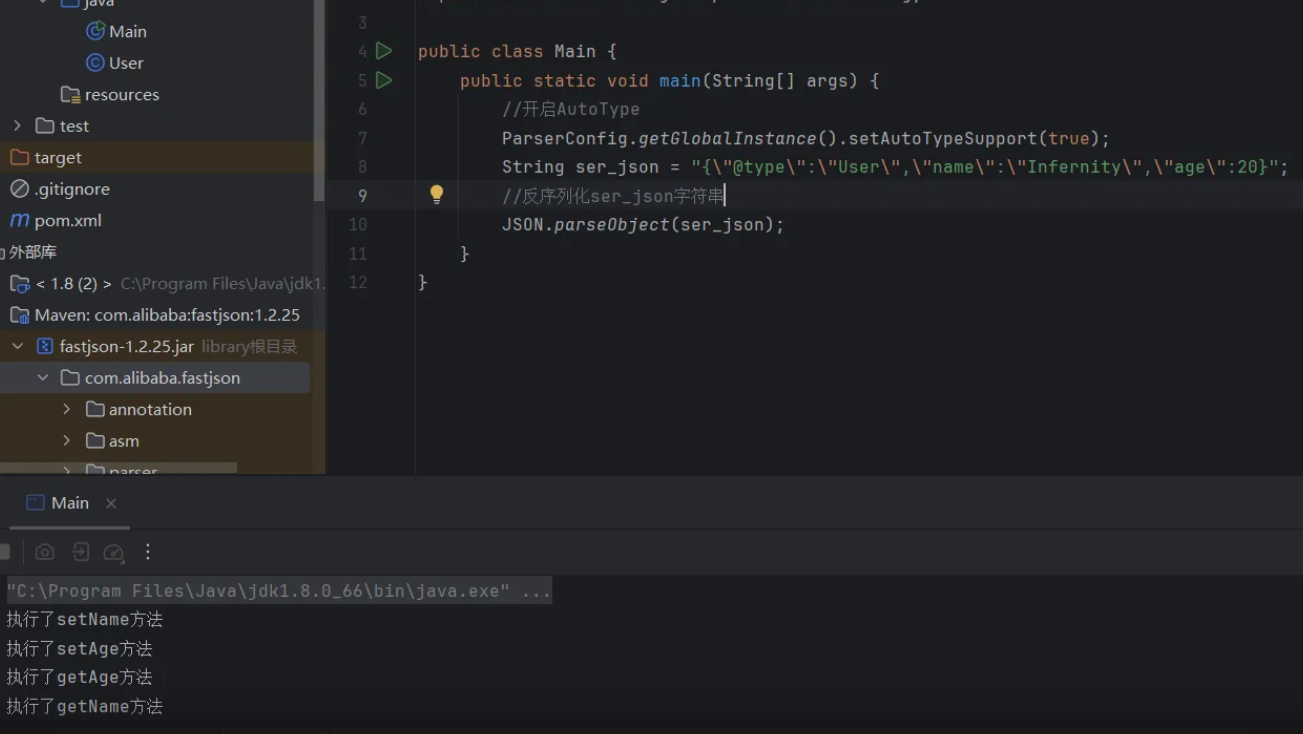 java
Main
User
resources
test
target
.gitignore
pom.xml
外部库
< 1.8 (2) > C:\Program Files\Java\jdk1.
Maven: com.alibaba:fastjson:1.2.25
fastjson-1.2.25.jar library根目录
com.alibaba.fastjson
annotation
asm
parser
3
4 public class Main {
5 public static void main(String[] args) {
6 //开启AutoType
7 ParserConfig.getGlobalInstance().setAutoTypeSupport(true);
8 String ser_json = "{\"@type\":\"User\",\"name\":\"Infernity\",\"age\":20}";
9 //反序列化ser_json字符串
10 JSON.parseObject(ser_json);
11 }
12 }
Main
"C:\Program Files\Java\jdk1.8.0_66\bin\java.exe" ...
执行了setName方法
执行了setAge方法
执行了getAge方法
执行了getName方法